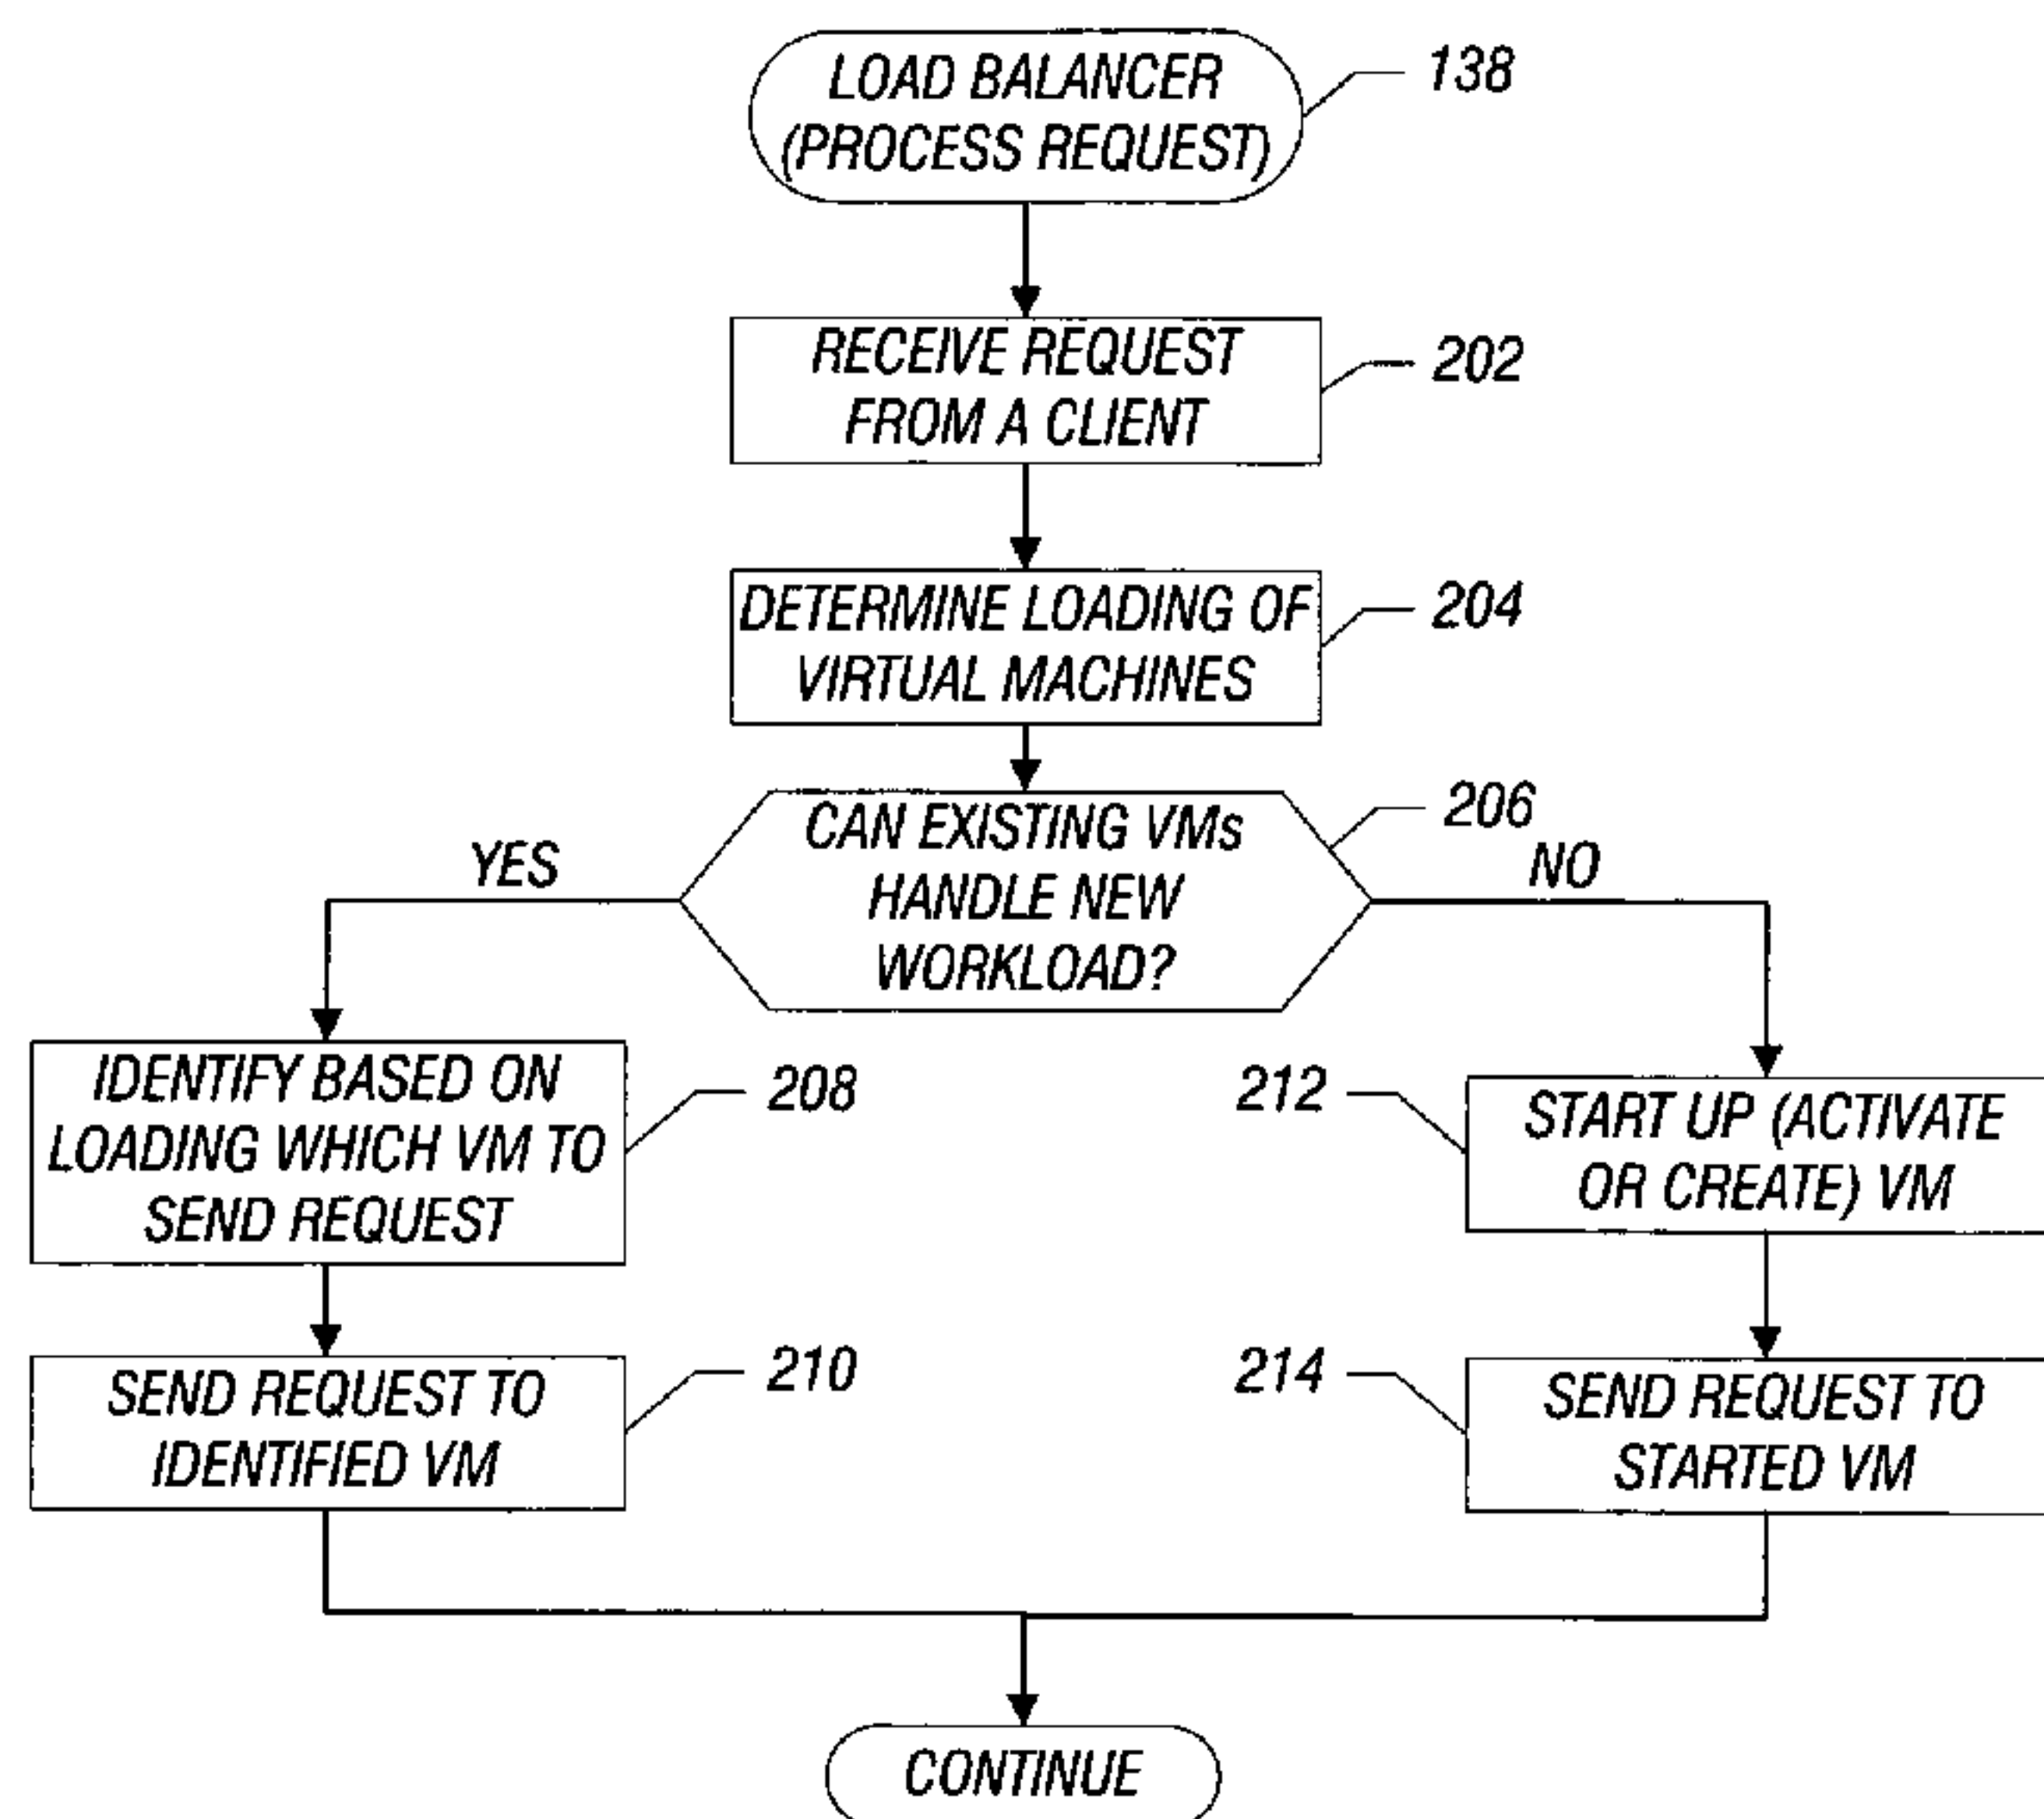 LOAD BALANCER
(PROCESS REQUEST)
138
RECEIVE REQUEST
FROM A CLIENT
202
DETERMINE LOADING OF
VIRTUAL MACHINES
204
CAN EXISTING VMs
HANDLE NEW
WORKLOAD?
206
YES
NO
IDENTIFY BASED ON
LOADING WHICH VM TO
SEND REQUEST
208
212
START UP (ACTIVATE
OR CREATE) VM
SEND REQUEST TO
IDENTIFIED VM
210
214
SEND REQUEST TO
STARTED VM
CONTINUE